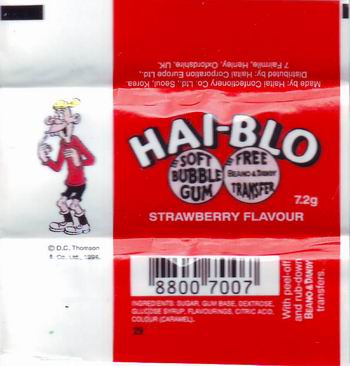 7 Fairmile, Henley, Oxfordshire, UK.
Distributed by: Haitai Corporation Europe Ltd.,
Made by: Haitai Confectionery Co., Ltd., Seoul, Korea.
HAI-BLO
SOFT
BUBBLE
GUM
FREE
BEANO & DANDY
TRANSFER
7.2g
STRAWBERRY FLAVOUR
© D.C. Thomson
& Co. Ltd., 1994.
8800 7007
INGREDIENTS: SUGAR, GUM BASE, DEXTROSE,
GLUCOSE SYRUP, FLAVOURINGS, CITRIC ACID,
COLOUR (CARAMEL).
With peel-off
and rub-down
BEANO & DANDY
transfers.